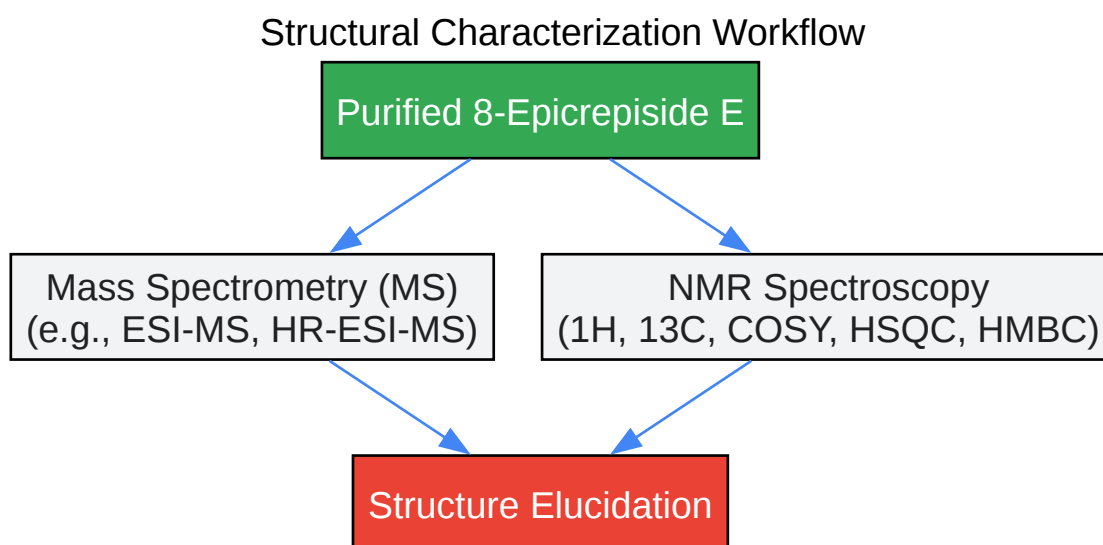 Structural Characterization Workflow
Purified 8-Epicrepiside E
Mass Spectrometry (MS)
(e.g., ESI-MS, HR-ESI-MS)
NMR Spectroscopy
(1H, 13C, COSY, HSQC, HMBC)
Structure Elucidation